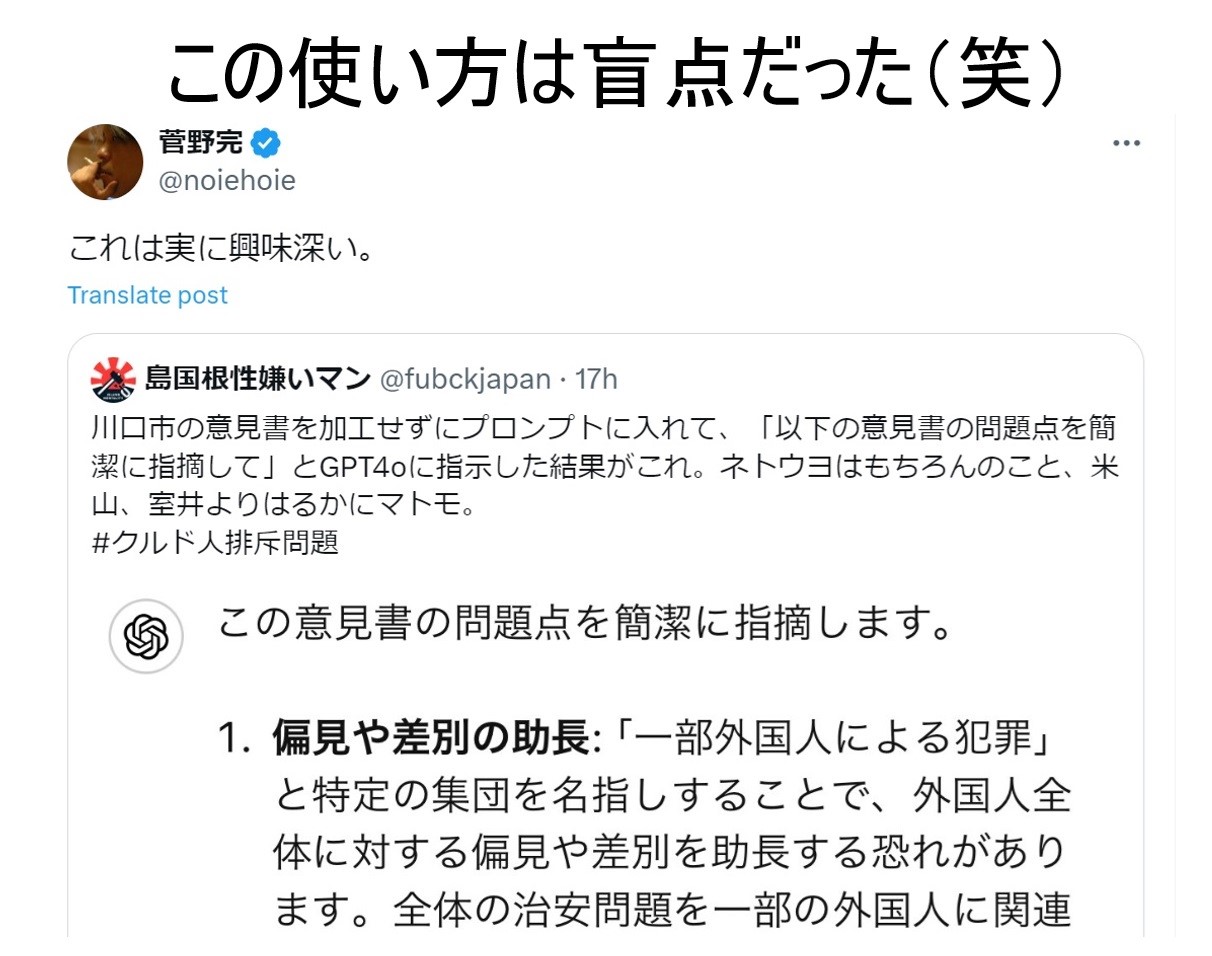 この使い方は盲点だった（笑）
菅野完
@noiehoie
これは実に興味深い。
Translate post
島国根性嫌いマン @fubckjapan · 17h
川口市の意見書を加工せずにプロンプトに入れて、「以下の意見書の問題点を簡
潔に指摘して」とGPT4oに指示した結果がこれ。ネトウヨはもちろんのこと、米
山、室井よりはるかにマトモ。
#クルド人排斥問題
この意見書の問題点を簡潔に指摘します。
1. 偏見や差別の助長:「一部外国人による犯罪」
と特定の集団を名指しすることで、外国人全
体に対する偏見や差別を助長する恐れがあり
ます。全体の治安問題を一部の外国人に関連